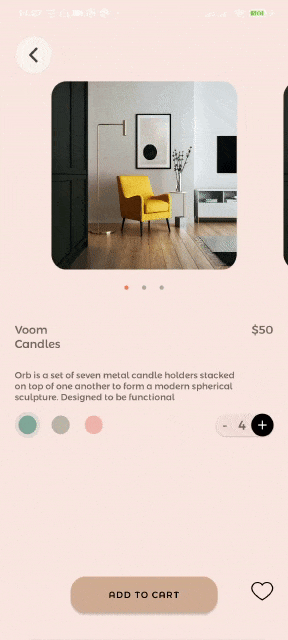 Voom
Candles
$50
Orb is a set of seven metal candle holders stacked
on top of one another to form a modern spherical
sculpture. Designed to be functional
- 4 +
ADD TO CART